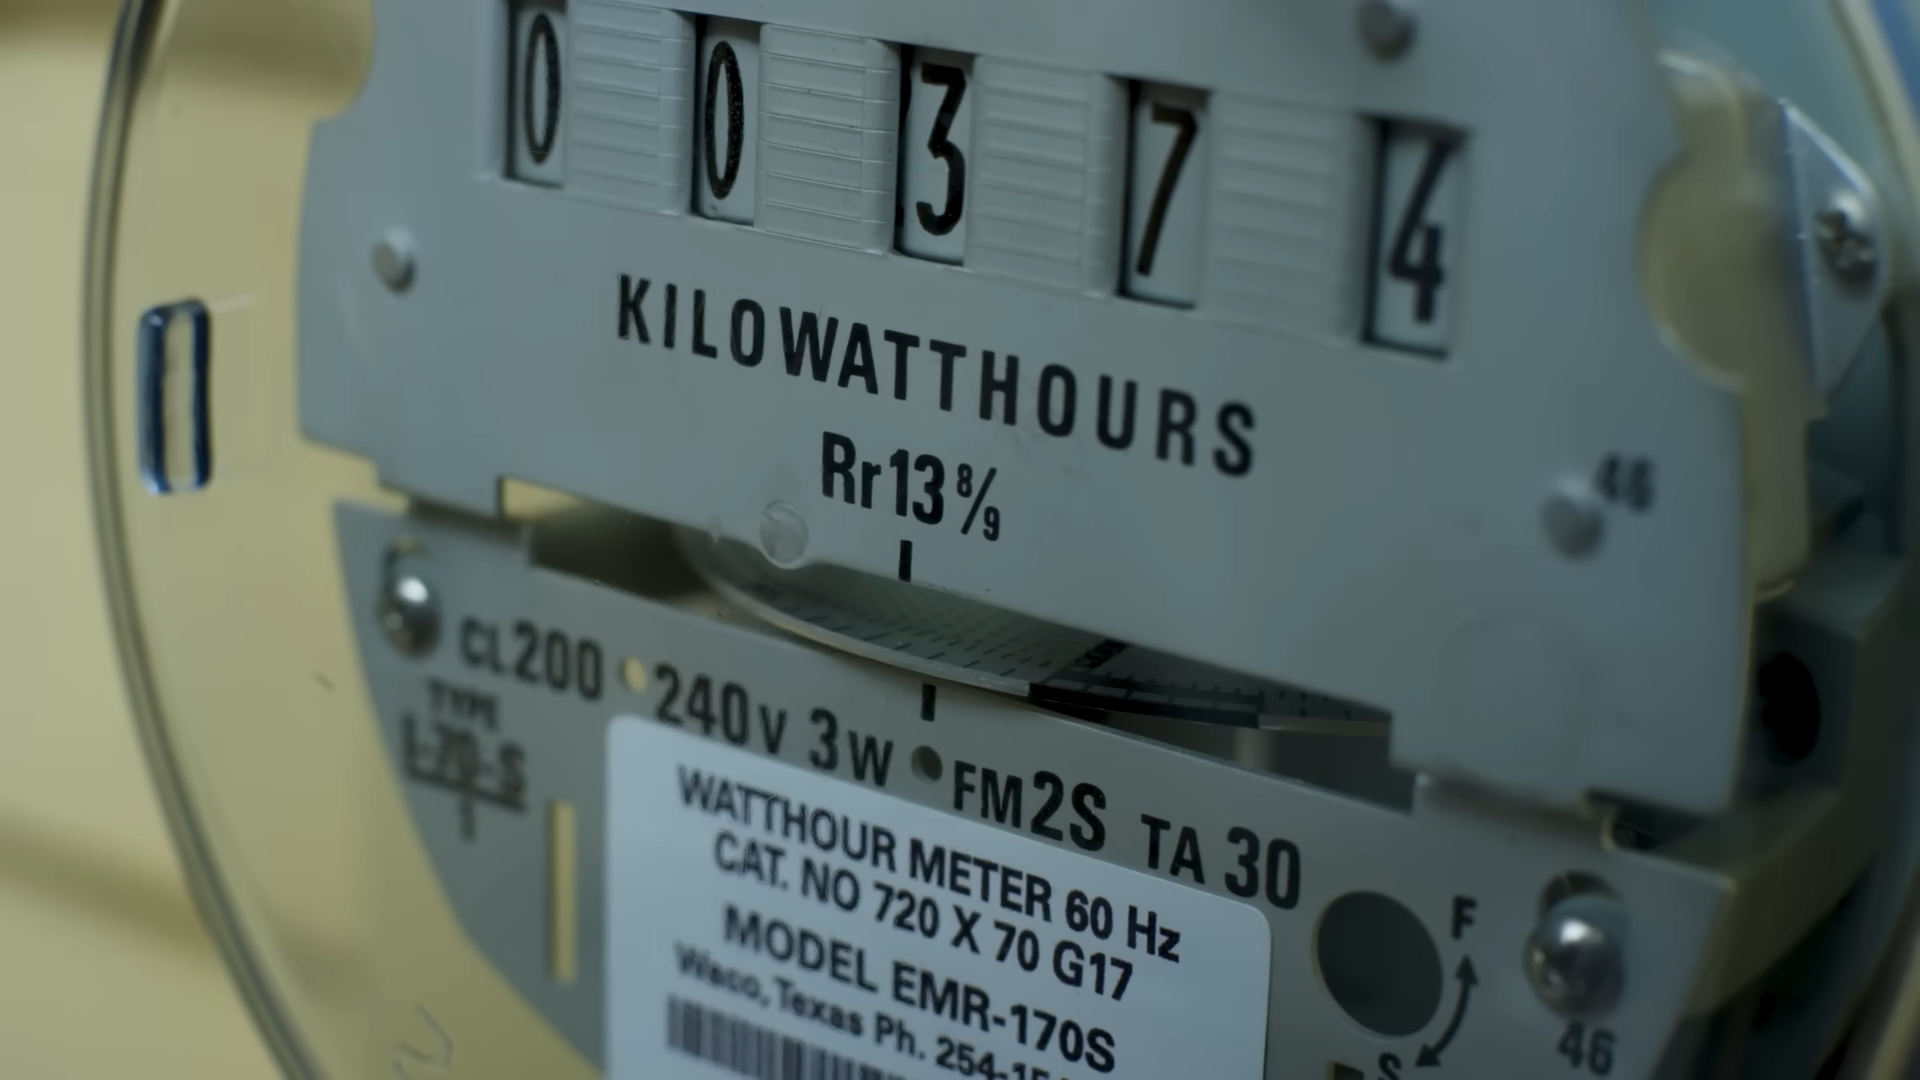 0 0 3 7 4
KILOWATTHOURS
Rr 13 8/9
46
CL200 240V 3W FM2S TA 30
TYPE
J-70-S
WATTHOUR METER 60 Hz
CAT. NO 720 X 70 G17
MODEL EMR-170S
Waco, Texas Ph. 254-
F
S
46